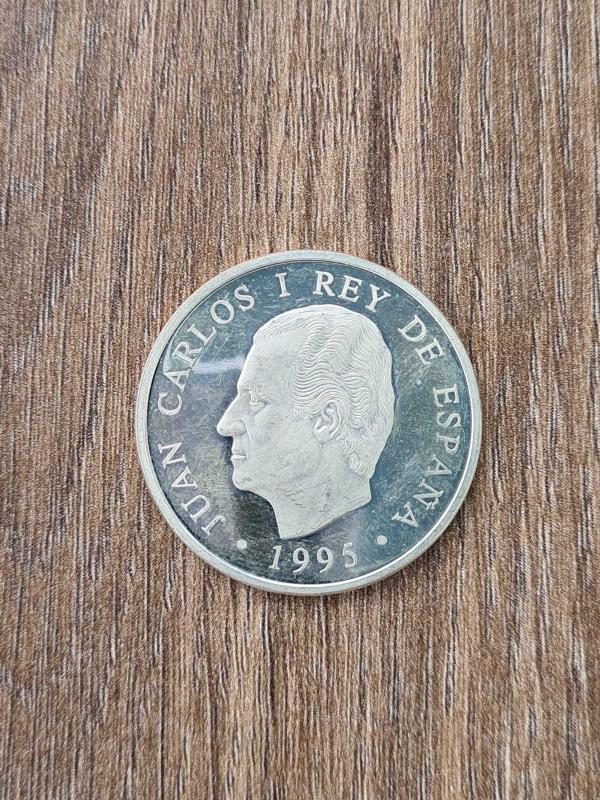 JUAN CARLOS I REY DE ESPAÑA
• 1995 •